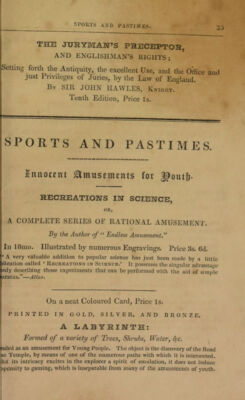 SPORTS AND PASTIMES. 25
THE JURYMAN'S PRECEPTOR,
AND ENGLISHMAN'S RIGHTS;
Setting forth the Antiquity, the excellent Use, and the Office and
just Privileges of Juries, by the Law of England.
BY SIR JOHN HAWLES, KNIGHT.
Tenth Edition, Price 1s.
SPORTS AND PASTIMES.
Innocent Amusements for Youth.
RECREATIONS IN SCIENCE,
OR,
A COMPLETE SERIES OF RATIONAL AMUSEMENT.
By the Author of "Endless Amusement."
In 18mo. Illustrated by numerous Engravings. Price 3s. 6d.
"A very valuable addition to popular science has just been made by a little
publication called 'RECREATIONS IN SCIENCE.' It possesses the singular advantage
only describing those experiments that can be performed with the aid of simple
apparatus."—Atlas.
On a neat Coloured Card, Price 1s.
PRINTED IN GOLD, SILVER, AND BRONZE,
A LABYRINTH:
Formed of a variety of Trees, Shrubs, Water, &c.
ended as an amusement for Young People. The object is the discovery of the Road
the Temple, by means of one of the numerous paths with which it is intersected.
ilst its intricacy excites in the explorer a spirit of emulation, it does not induce
opensity to gaming, which is inseparable from many of the amusements of youth.